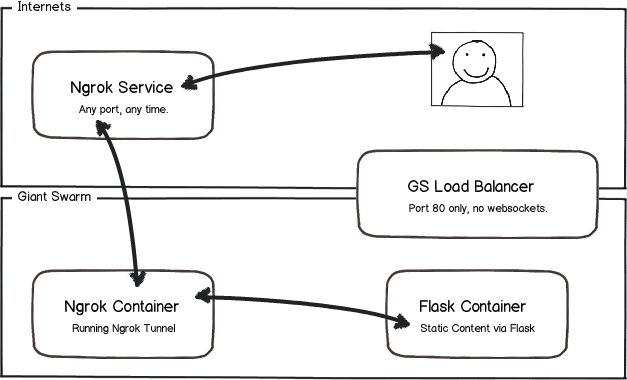 Internets
Ngrok Service
Any port, any time.
GS Load Balancer
Port 80 only, no websockets.
Giant Swarm
Ngrok Container
Running Ngrok Tunnel
Flask Container
Static Content via Flask